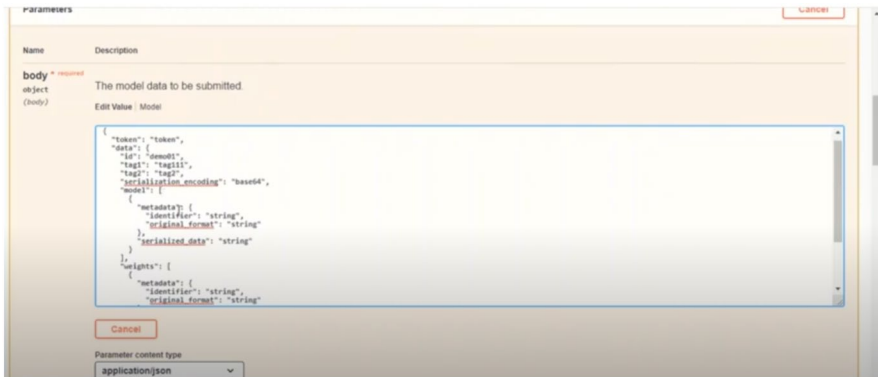 Parameters
Cancel
Name Description
body * required
object
(body)
The model data to be submitted.
Edit Value | Model
{
"token": "token",
"data": {
"id": "demo01",
"tag1": "tag111",
"tag2": "tag2",
"serialization_encoding": "base64",
"model": [
{
"metadata": {
"identifier": "string",
"original_format": "string"
},
"serialized_data": "string"
}
],
"weights": [
{
"metadata": {
"identifier": "string",
"original_format": "string"
Cancel
Parameter content type
application/json